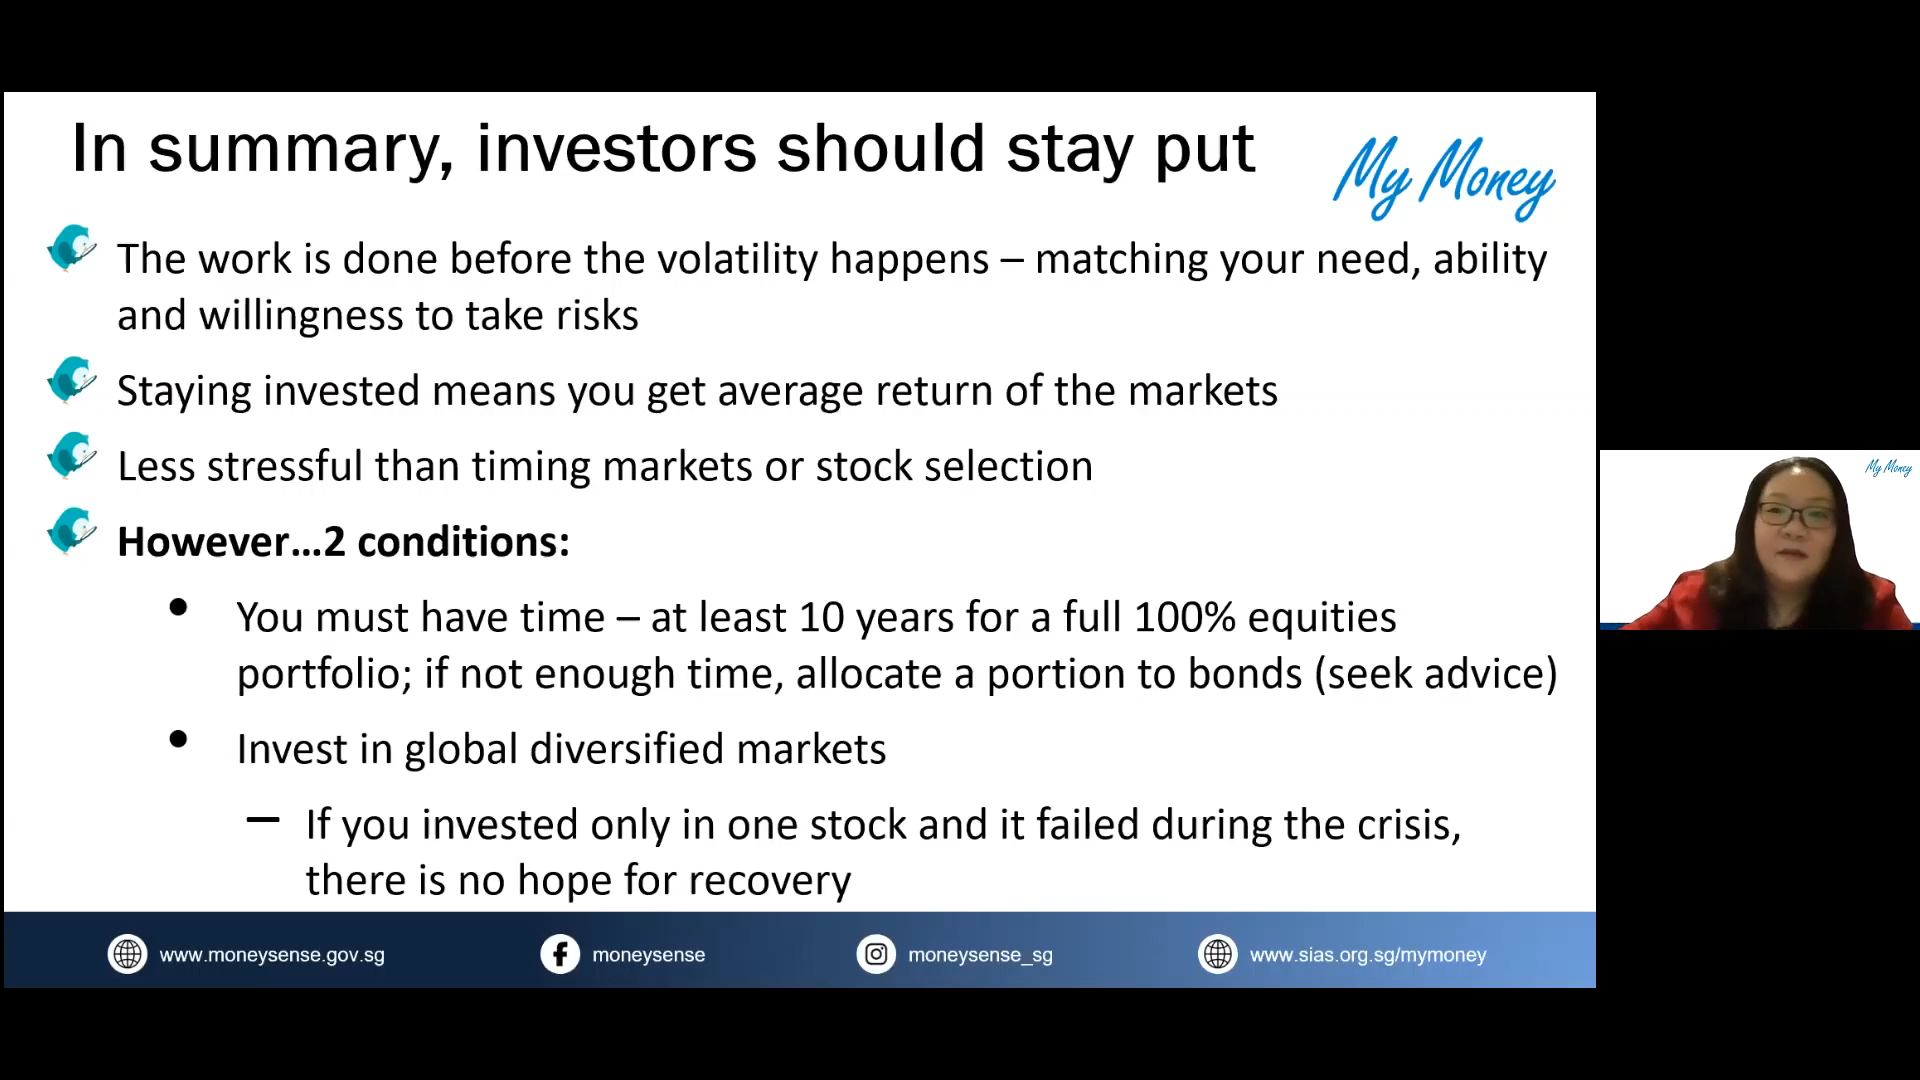 In summary, investors should stay put
My Money
The work is done before the volatility happens – matching your need, ability
and willingness to take risks
Staying invested means you get average return of the markets
Less stressful than timing markets or stock selection
However...2 conditions:
• You must have time – at least 10 years for a full 100% equities
portfolio; if not enough time, allocate a portion to bonds (seek advice)
• Invest in global diversified markets
– If you invested only in one stock and it failed during the crisis,
there is no hope for recovery
www.moneysense.gov.sg
moneysense
moneysense_sg
www.sias.org.sg/mymoney
My Money